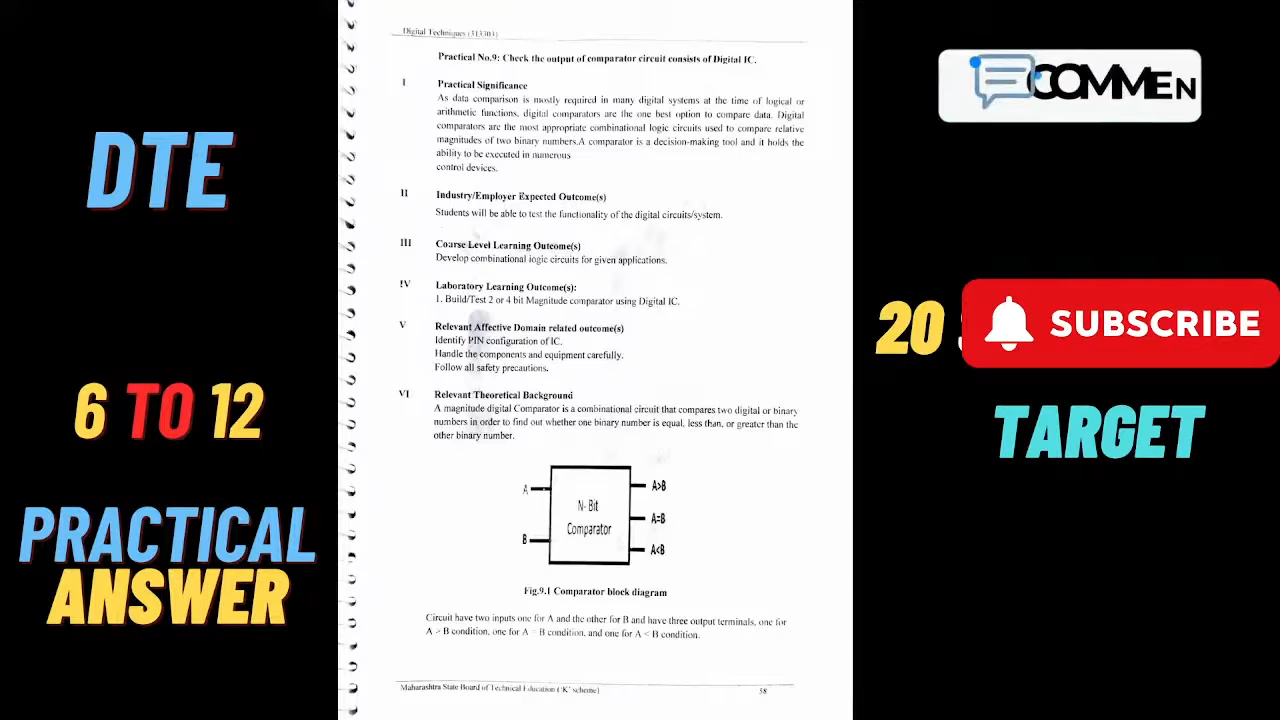 DTE
6 TO 12
PRACTICAL
ANSWER
Digital Techniques (313303)
Practical No.9: Check the output of comparator circuit consists of Digital IC.
I Practical Significance
As data comparison is mostly required in many digital systems at the time of logical or
arithmetic functions, digital comparators are the one best option to compare data. Digital
comparators are the most appropriate combinational logic circuits used to compare relative
magnitudes of two binary numbers.A comparator is a decision-making tool and it holds the
ability to be executed in numerous
control devices.
II Industry/Employer Expected Outcome(s)
Students will be able to test the functionality of the digital circuits/system.
III Coarse Level Learning Outcome(s)
Develop combinational logic circuits for given applications.
IV Laboratory Learning Outcome(s):
1. Build/Test 2 or 4 bit Magnitude comparator using Digital IC.
V Relevant Affective Domain related outcome(s)
Identify PIN configuration of IC.
Handle the components and equipment carefully.
Follow all safety precautions.
VI Relevant Theoretical Background
A magnitude digital Comparator is a combinational circuit that compares two digital or binary
numbers in order to find out whether one binary number is equal, less than, or greater than the
other binary number.
A
B
N- Bit
Comparator
A>B
A=B
A<B
Fig.9.1 Comparator block diagram
Circuit have two inputs one for A and the other for B and have three output terminals, one for
A > B condition, one for A = B condition, and one for A < B condition.
Maharashtra State Board of Technical Education ('K' scheme) 58
COMMEN
20
SUBSCRIBE
TARGET